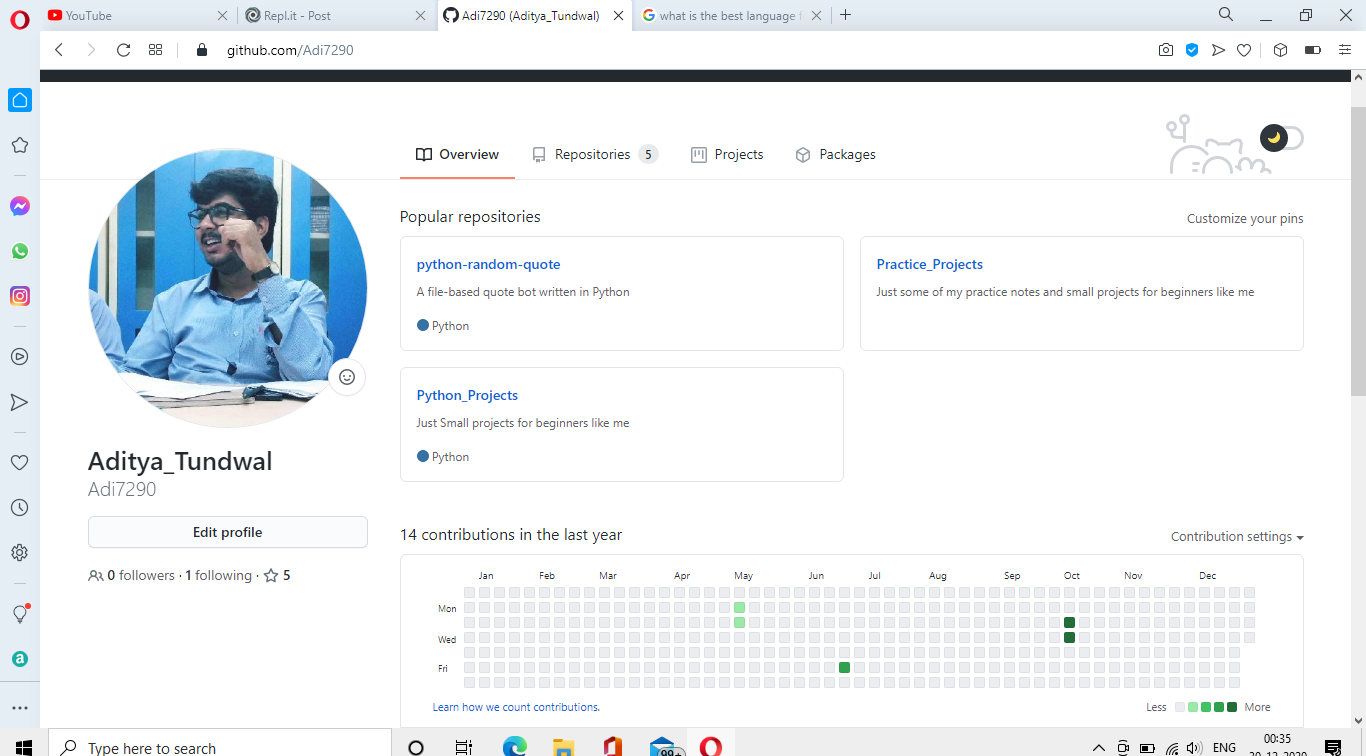 YouTube
Repl.it - Post
Adi7290 (Aditya_Tundwal)
what is the best language
github.com/Adi7290
Overview
Repositories 5
Projects
Packages
Popular repositories
Customize your pins
python-random-quote
A file-based quote bot written in Python
Python
Practice_Projects
Just some of my practice notes and small projects for beginners like me
Python_Projects
Just Small projects for beginners like me
Python
Aditya_Tundwal
Adi7290
Edit profile
0 followers · 1 following · 5
14 contributions in the last year
Contribution settings
Jan Feb Mar Apr May Jun Jul Aug Sep Oct Nov Dec
Mon
Wed
Fri
Learn how we count contributions.
Less More
Type here to search
99+
ENG
00:35